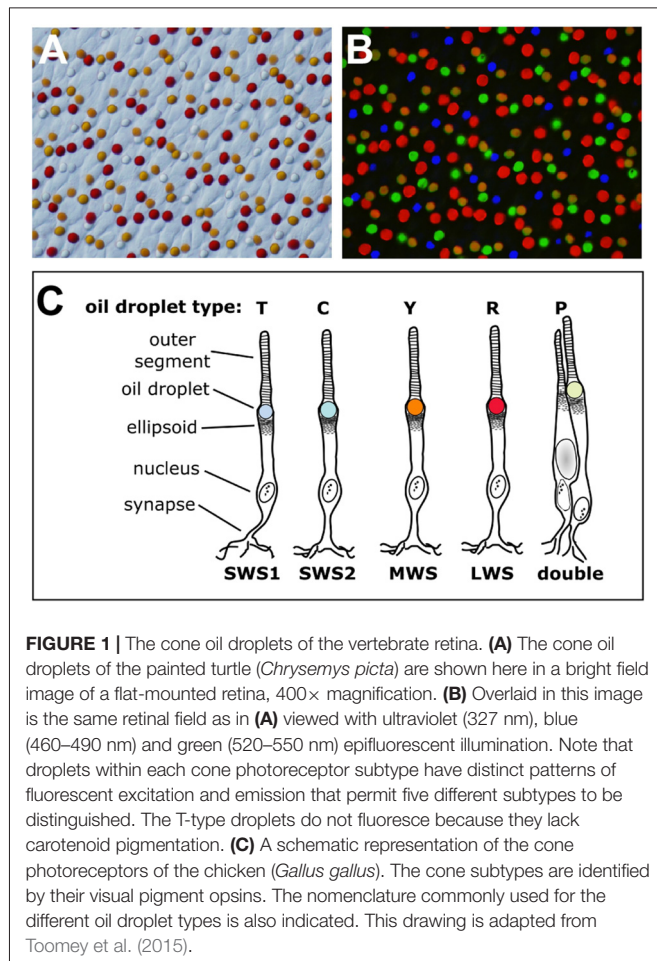 A
B
C
oil droplet type: T C Y R P
outer
segment
oil droplet
ellipsoid
nucleus
synapse
SWS1 SWS2 MWS LWS double
FIGURE 1 | The cone oil droplets of the vertebrate retina. (A) The cone oil
droplets of the painted turtle (Chrysemys picta) are shown here in a bright field
image of a flat-mounted retina, 400× magnification. (B) Overlaid in this image
is the same retinal field as in (A) viewed with ultraviolet (327 nm), blue
(460–490 nm) and green (520–550 nm) epifluorescent illumination. Note that
droplets within each cone photoreceptor subtype have distinct patterns of
fluorescent excitation and emission that permit five different subtypes to be
distinguished. The T-type droplets do not fluoresce because they lack
carotenoid pigmentation. (C) A schematic representation of the cone
photoreceptors of the chicken (Gallus gallus). The cone subtypes are identified
by their visual pigment opsins. The nomenclature commonly used for the
different oil droplet types is also indicated. This drawing is adapted from
Toomey et al. (2015).